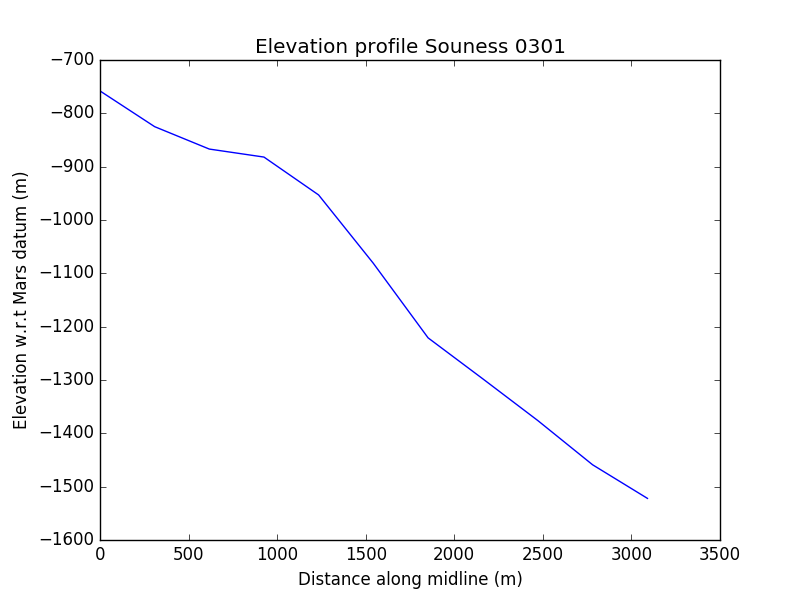 Elevation profile Souness 0301
−700
−800
−900
−1000
−1100
−1200
−1300
−1400
−1500
−1600
Elevation w.r.t Mars datum (m)
0 500 1000 1500 2000 2500 3000 3500
Distance along midline (m)